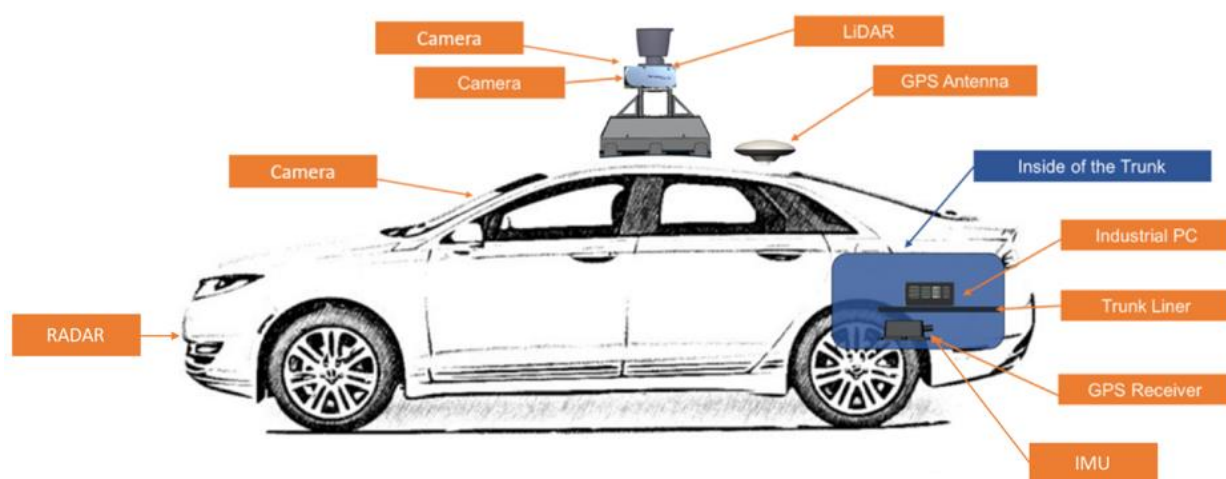 Camera
LiDAR
Camera
GPS Antenna
Camera
Inside of the Trunk
Industrial PC
Trunk Liner
RADAR
GPS Receiver
IMU